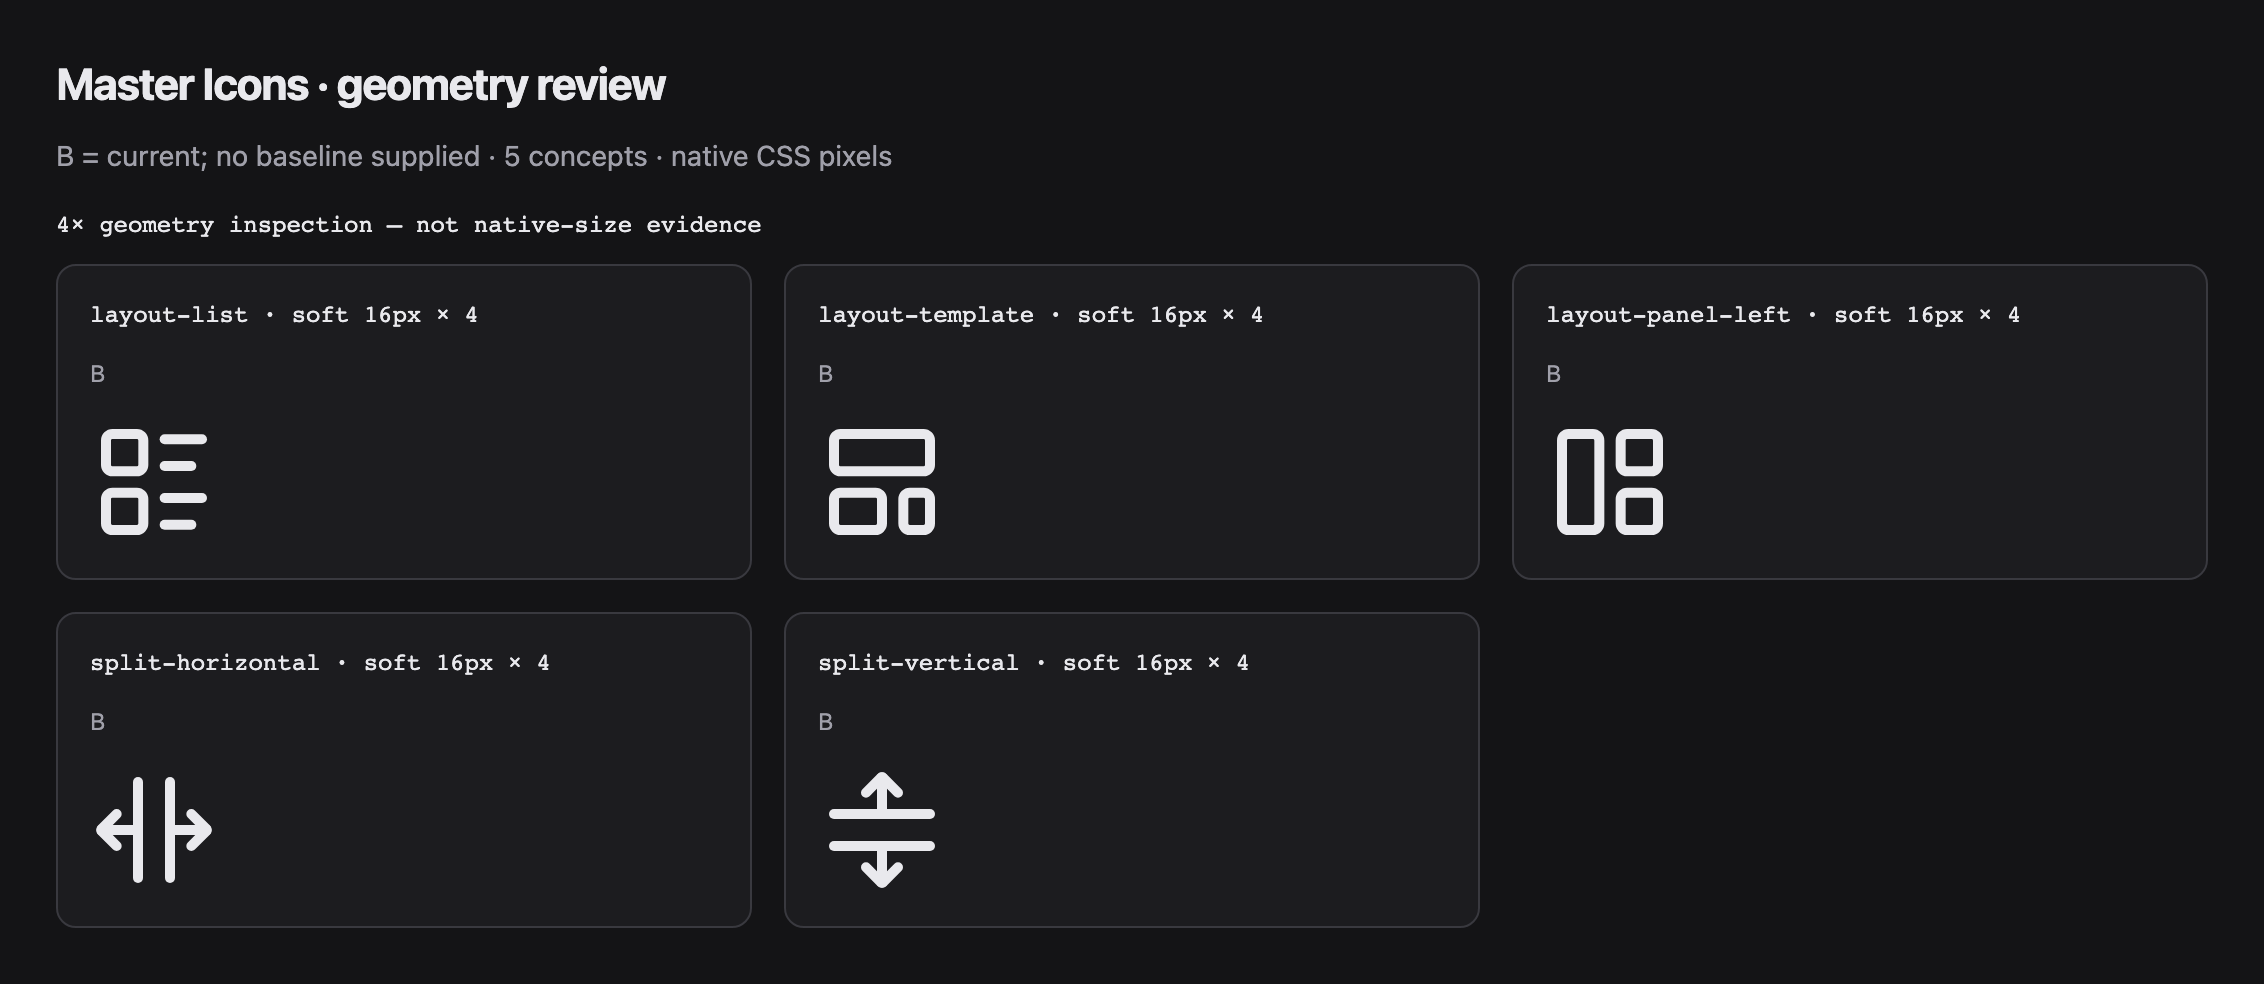 Master Icons · geometry review
B = current; no baseline supplied · 5 concepts · native CSS pixels
4× geometry inspection — not native-size evidence
layout-list · soft 16px × 4
B
layout-template · soft 16px × 4
B
layout-panel-left · soft 16px × 4
B
split-horizontal · soft 16px × 4
B
split-vertical · soft 16px × 4
B